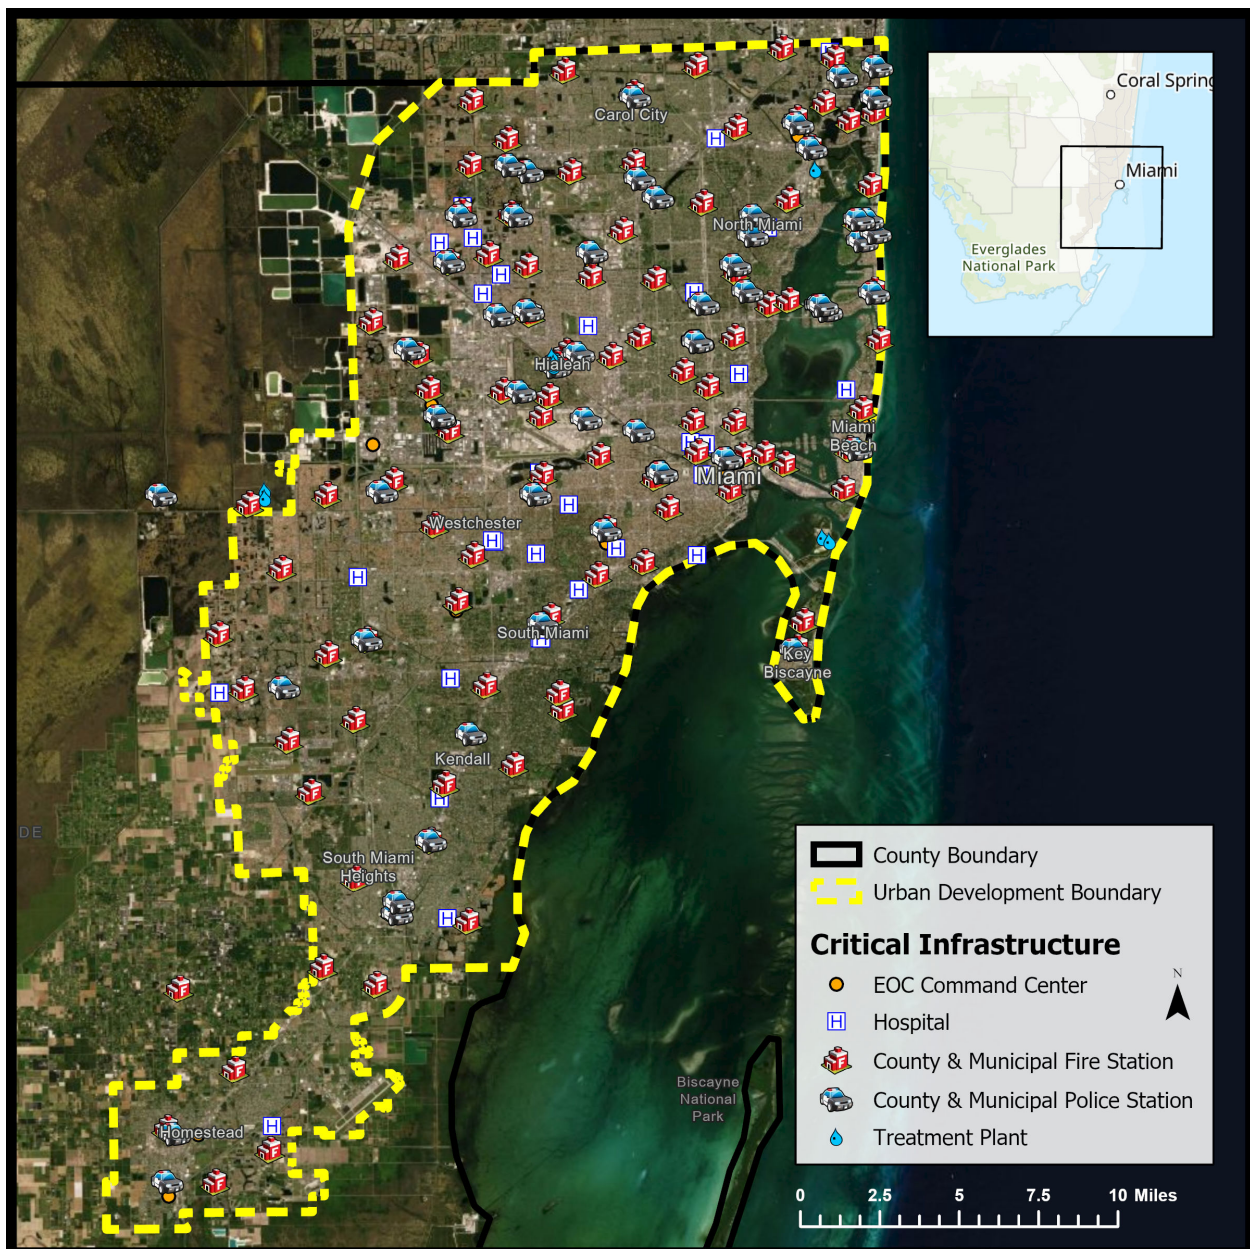 Coral Spring
Miami
Everglades
National Park
Carol City
North Miami
Hialeah
Miami
Beach
Miami
Westchester
South Miami
Key
Biscayne
Kendall
DE
South Miami
Heights
Homestead
Biscayne
National
Park
County Boundary
Urban Development Boundary
Critical Infrastructure
N
EOC Command Center
H Hospital
F County & Municipal Fire Station
County & Municipal Police Station
Treatment Plant
0 2.5 5 7.5 10 Miles